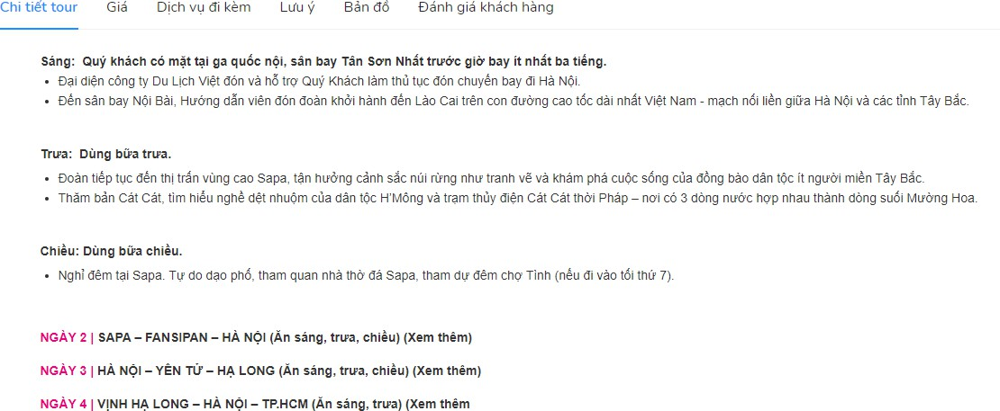 Chi tiết tour Giá Dịch vụ đi kèm Lưu ý Bản đồ Đánh giá khách hàng
Sáng: Quý khách có mặt tại ga quốc nội, sân bay Tân Sơn Nhất trước giờ bay ít nhất ba tiếng.
• Đại diện công ty Du Lịch Việt đón và hỗ trợ Quý Khách làm thủ tục đón chuyến bay đi Hà Nội.
• Đến sân bay Nội Bài, Hướng dẫn viên đón đoàn khởi hành đến Lào Cai trên con đường cao tốc dài nhất Việt Nam - mạch nối liền giữa Hà Nội và các tỉnh Tây Bắc.
Trưa: Dùng bữa trưa.
• Đoàn tiếp tục đến thị trấn vùng cao Sapa, tận hưởng cảnh sắc núi rừng như tranh vẽ và khám phá cuộc sống của đồng bào dân tộc ít người miền Tây Bắc.
• Thăm bản Cát Cát, tìm hiểu nghề dệt nhuộm của dân tộc H'Mông và trạm thủy điện Cát Cát thời Pháp – nơi có 3 dòng nước hợp nhau thành dòng suối Mường Hoa.
Chiều: Dùng bữa chiều.
• Nghỉ đêm tại Sapa. Tự do dạo phố, tham quan nhà thờ đá Sapa, tham dự đêm chợ Tình (nếu đi vào tối thứ 7).
NGÀY 2 | SAPA – FANSIPAN – HÀ NỘI (Ăn sáng, trưa, chiều) (Xem thêm)
NGÀY 3 | HÀ NỘI – YÊN TỬ – HẠ LONG (Ăn sáng, trưa, chiều) (Xem thêm)
NGÀY 4 | VỊNH HẠ LONG – HÀ NỘI – TP.HCM (Ăn sáng, trưa) (Xem thêm